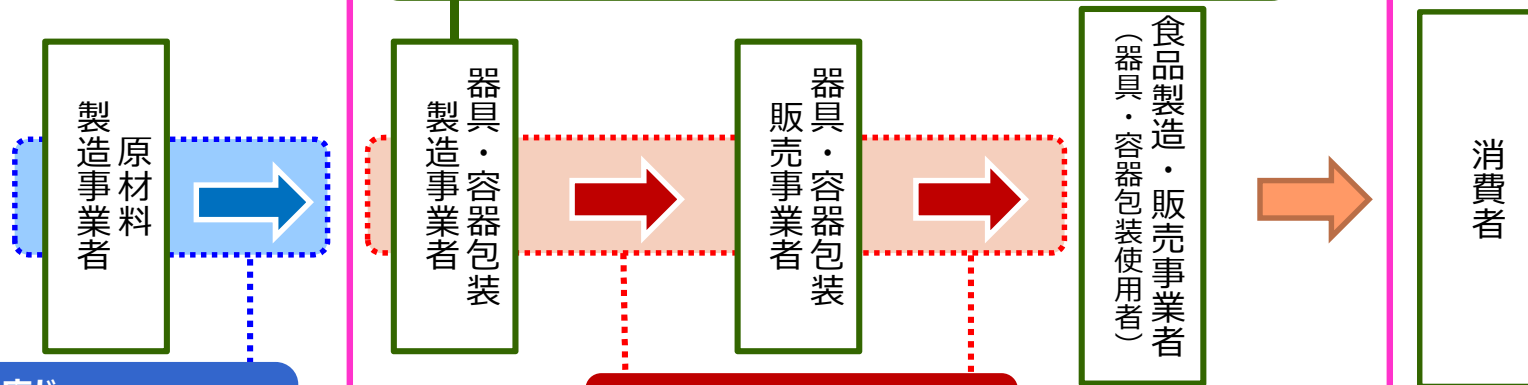 原材料
製造事業者
器具・容器包装
製造事業者
器具・容器包装
販売事業者
食品製造・販売事業者
（器具・容器包装使用者）
消費者